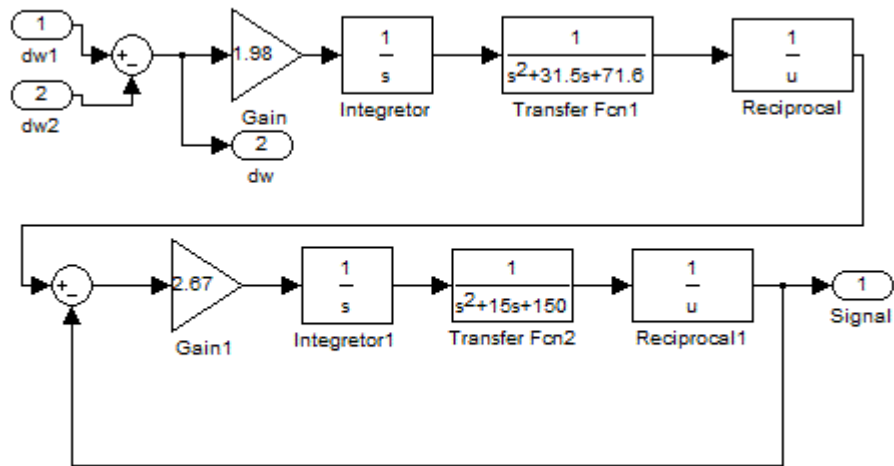 1
dw1
2
dw2
+
−
1.98
Gain
1
s
Integretor
1
s²+31.5s+71.6
Transfer Fcn1
1
u
Reciprocal
2
dw
+
−
2.67
Gain1
1
s
Integretor1
1
s²+15s+150
Transfer Fcn2
1
u
Reciprocal1
1
Signal